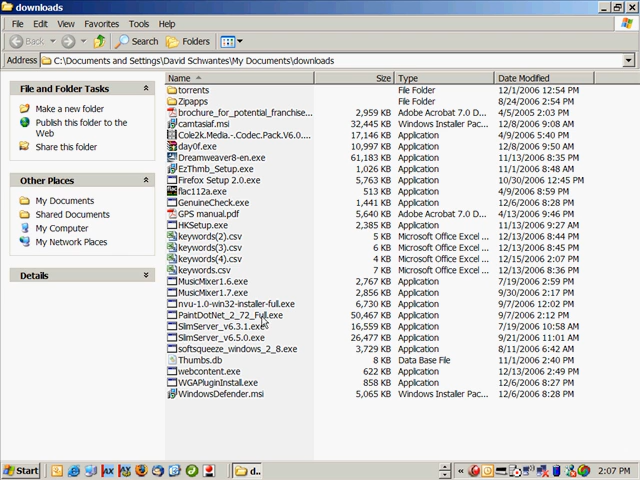 downloads
File Edit View Favorites Tools Help
Back Search Folders
Address C:\Documents and Settings\David Schwantes\My Documents\downloads
File and Folder Tasks
Make a new folder
Publish this folder to the Web
Share this folder
Other Places
My Documents
Shared Documents
My Computer
My Network Places
Details
Name Size Type Date Modified
torrents File Folder 12/1/2006 12:54 PM
Zipapps File Folder 8/24/2006 2:54 PM
brochure_for_potential_franchise... 2,959 KB Adobe Acrobat 7.0 D... 4/5/2005 2:03 PM
camtasiaf.msi 32,445 KB Windows Installer Pac... 12/8/2006 9:08 AM
Cole2k.Media.-.Codec.Pack.V6.0.... 17,146 KB Application 4/9/2006 5:40 PM
day0f.exe 10,997 KB Application 12/8/2006 9:50 AM
Dreamweaver8-en.exe 61,183 KB Application 11/13/2006 8:35 PM
EzThmb_Setup.exe 1,026 KB Application 11/1/2006 8:48 AM
Firefox Setup 2.0.exe 5,763 KB Application 10/30/2006 12:45 PM
flac112a.exe 513 KB Application 4/9/2006 8:59 PM
GenuineCheck.exe 1,441 KB Application 12/6/2006 8:28 PM
GPS manual.pdf 5,640 KB Adobe Acrobat 7.0 D... 4/13/2006 9:46 PM
HKSetup.exe 2,385 KB Application 11/13/2006 9:27 AM
keywords(2).csv 5 KB Microsoft Office Excel ... 12/13/2006 8:44 PM
keywords(3).csv 6 KB Microsoft Office Excel ... 12/13/2006 8:45 PM
keywords(4).csv 4 KB Microsoft Office Excel ... 12/15/2006 2:07 PM
keywords.csv 7 KB Microsoft Office Excel ... 12/13/2006 8:36 PM
MusicMixer1.6.exe 2,767 KB Application 7/19/2006 2:59 PM
MusicMixer1.7.exe 2,856 KB Application 9/30/2006 2:17 PM
nvu-1.0-win32-installer-full.exe 6,730 KB Application 9/7/2006 12:02 PM
PaintDotNet_2_72_Full.exe 50,467 KB Application 9/7/2006 2:12 PM
SlimServer_v6.3.1.exe 16,559 KB Application 7/19/2006 10:58 AM
SlimServer_v6.5.0.exe 26,477 KB Application 9/21/2006 11:01 AM
softsqueeze_windows_2_8.exe 3,729 KB Application 8/11/2006 6:42 AM
Thumbs.db 8 KB Data Base File 11/1/2006 2:40 PM
webcontent.exe 622 KB Application 12/13/2006 2:49 PM
WGAPluginInstall.exe 858 KB Application 12/6/2006 8:27 PM
WindowsDefender.msi 5,065 KB Windows Installer Pac... 12/6/2006 8:28 PM
Start d... 2:07 PM